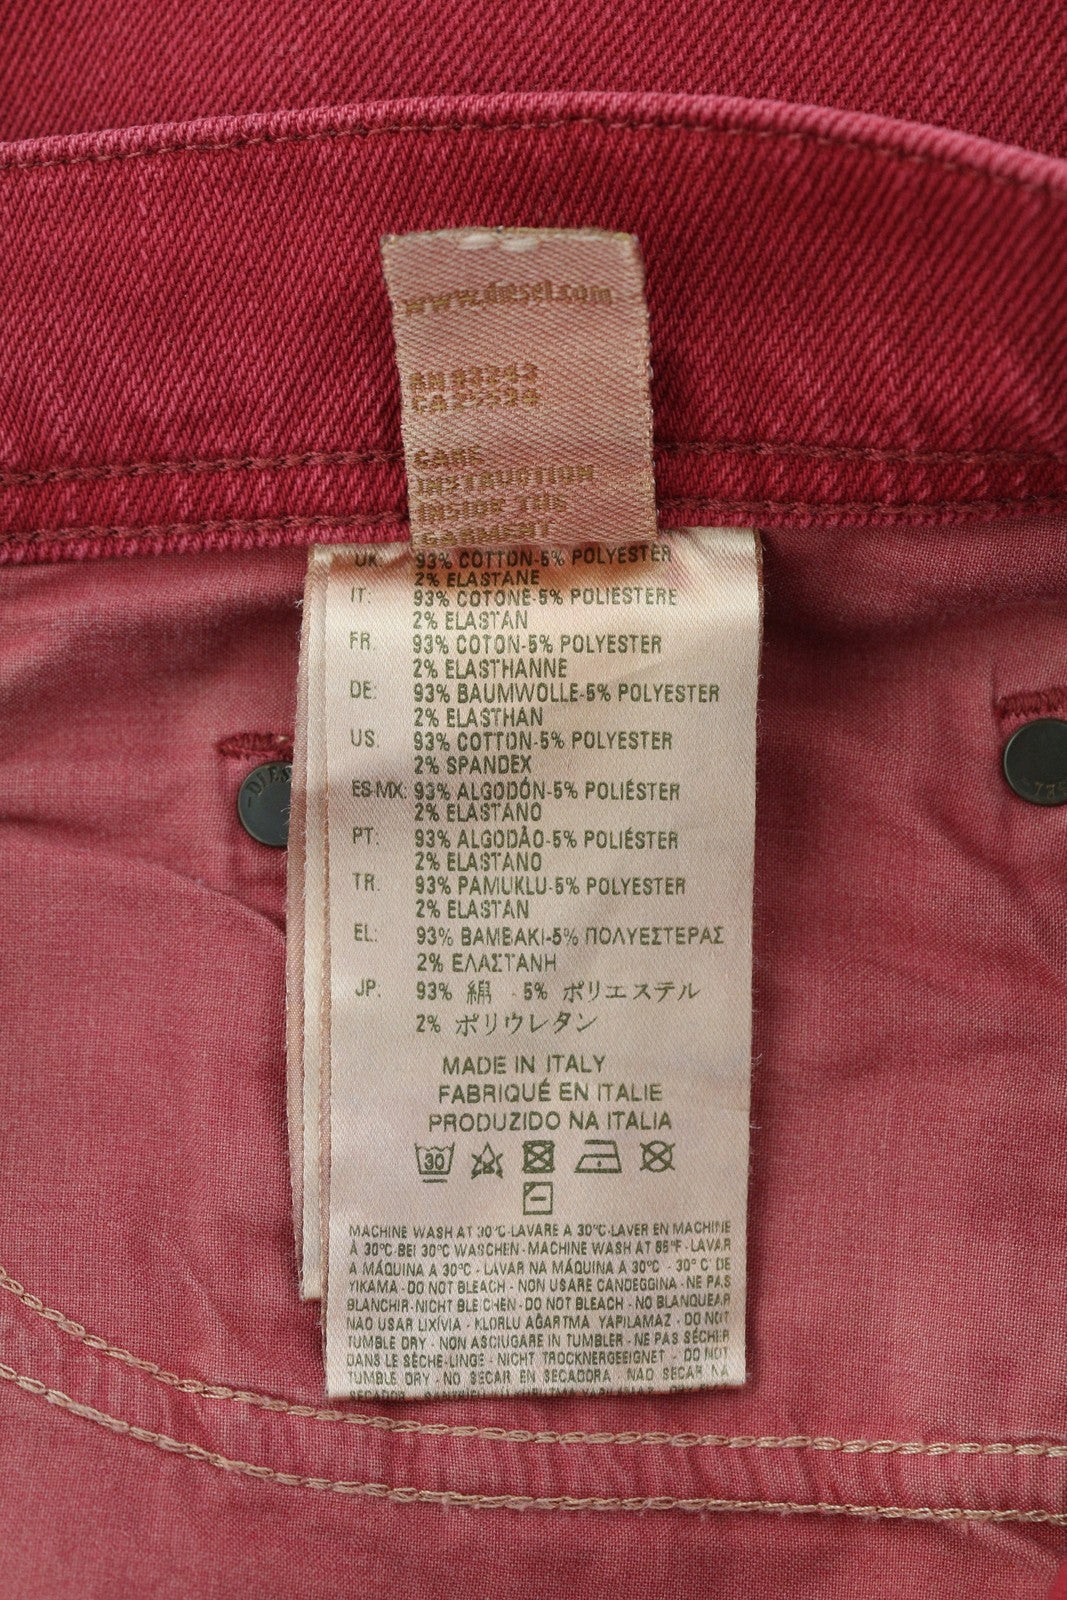 www.diesel.com
CARE
INSTRUCTION
INSIDE THE
GARMENT
UK: 93% COTTON-5% POLYESTER
2% ELASTANE
IT: 93% COTONE-5% POLIESTERE
2% ELASTAN
FR: 93% COTON-5% POLYESTER
2% ELASTHANNE
DE: 93% BAUMWOLLE-5% POLYESTER
2% ELASTHAN
US: 93% COTTON-5% POLYESTER
2% SPANDEX
ES-MX: 93% ALGODÓN-5% POLIÉSTER
2% ELASTANO
PT: 93% ALGODÃO-5% POLIÉSTER
2% ELASTANO
TR: 93% PAMUKLU-5% POLYESTER
2% ELASTAN
EL: 93% BAMBAKI-5% ΠΟΛΥΕΣΤΕΡΑΣ
2% ΕΛΑΣΤΑΝΗ
JP: 93% 綿 - 5% ポリエステル
2% ポリウレタン
MADE IN ITALY
FABRIQUÉ EN ITALIE
PRODUZIDO NA ITALIA
30
MACHINE WASH AT 30°C-LAVARE A 30°C-LAVER EN MACHINE
À 30°C-BEI 30°C WASCHEN-MACHINE WASH AT 85°F-LAVAR
A MÁQUINA A 30°C - LAVAR NA MÁQUINA A 30°C - 30° C DE
YIKAMA-DO NOT BLEACH - NON USARE CANDEGGINA-NE PAS
BLANCHIR-NICHT BLEICHEN-DO NOT BLEACH - NO BLANQUEAR
NAO USAR LIXÍVIA - KLORLU AĞARTMA YAPILAMAZ - DO NOT
TUMBLE DRY - NON ASCIUGARE IN TUMBLER - NE PAS SÉCHER
DANS LE SÈCHE-LINGE - NICHT TROCKNERGEEIGNET - DO NOT
TUMBLE DRY - NO SECAR EN SECADORA - NÃO SECAR NA
SECADOR
DIES